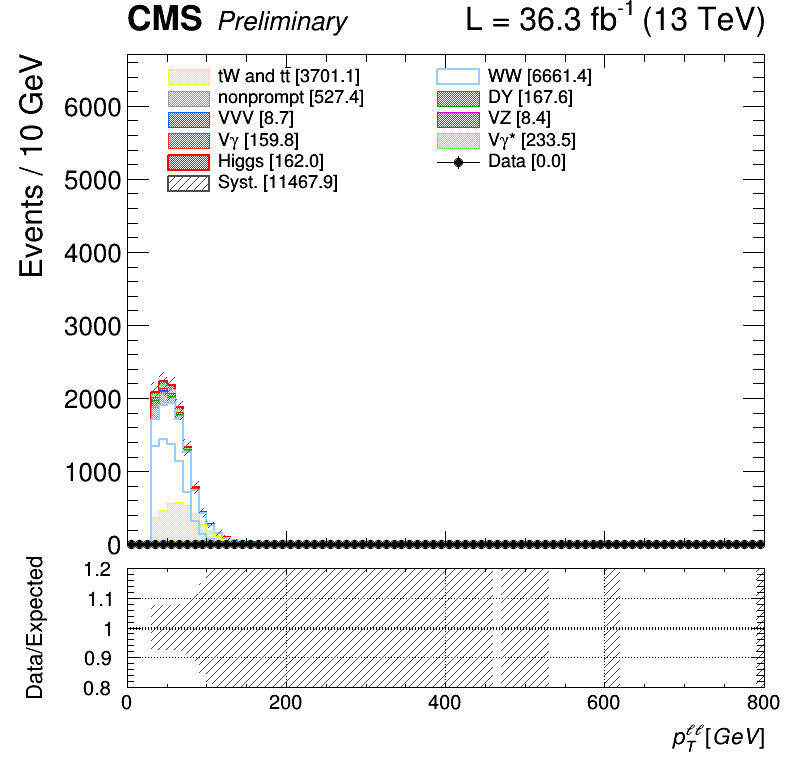 CMS Preliminary L = 36.3 fb⁻¹ (13 TeV)
Events / 10 GeV
tW and tt̄ [3701.1] WW [6661.4]
nonprompt [527.4] DY [167.6]
VVV [8.7] VZ [8.4]
Vγ [159.8] Vγ* [233.5]
Higgs [162.0] Data [0.0]
Syst. [11467.9]
6000
5000
4000
3000
2000
1000
0
Data/Expected
1.2
1.1
1
0.9
0.8
0 200 400 600 800
p_T^ℓℓ [GeV]